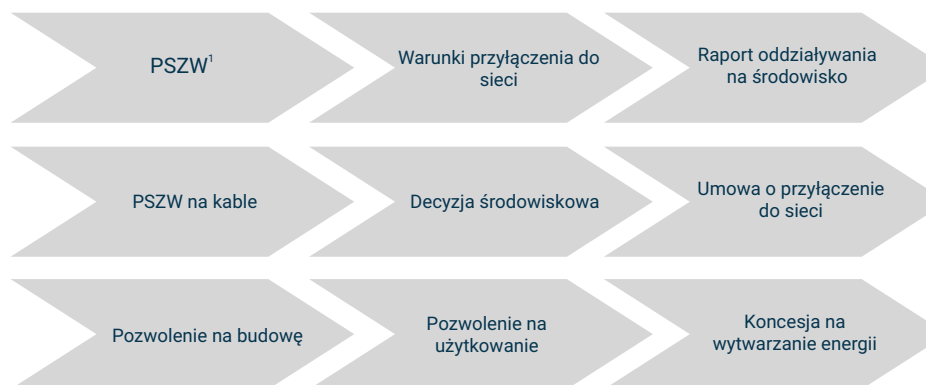 PSZW¹
Warunki przyłączenia do
sieci
Raport oddziaływania
na środowisko
PSZW na kable
Decyzja środowiskowa
Umowa o przyłączenie
do sieci
Pozwolenie na budowę
Pozwolenie na
użytkowanie
Koncesja na
wytwarzanie energii